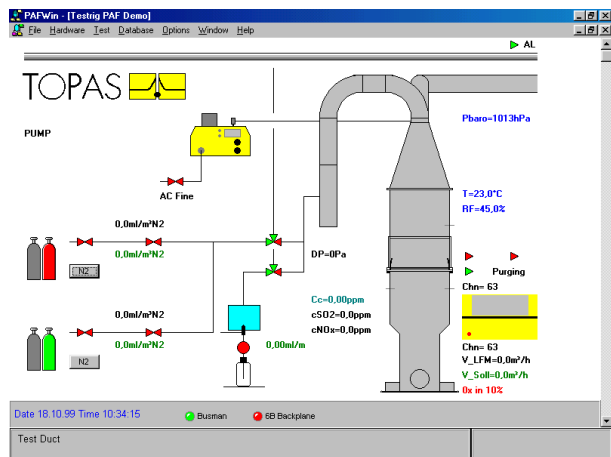 PAFWin - [Testrig PAF Demo]
File Hardware Test Database Options Window Help
AL
TOPAS
PUMP
Pbaro=1013hPa
AC Fine
T=23,0°C
RF=45,0%
0,0ml/m³N2
0,0ml/m³N2
N2
DP=0Pa
Purging
Chn= 63
Cc=0,00ppm
cSO2=0,0ppm
cNOx=0,0ppm
0,0ml/m³N2
0,0ml/m³N2
N2
0,00ml/m
Chn= 63
V_LFM=0,0m³/h
V_Soll=0,0m³/h
0x in 10%
Date 18.10.99 Time 10:34:15 Busman 6B Backplane
Test Duct